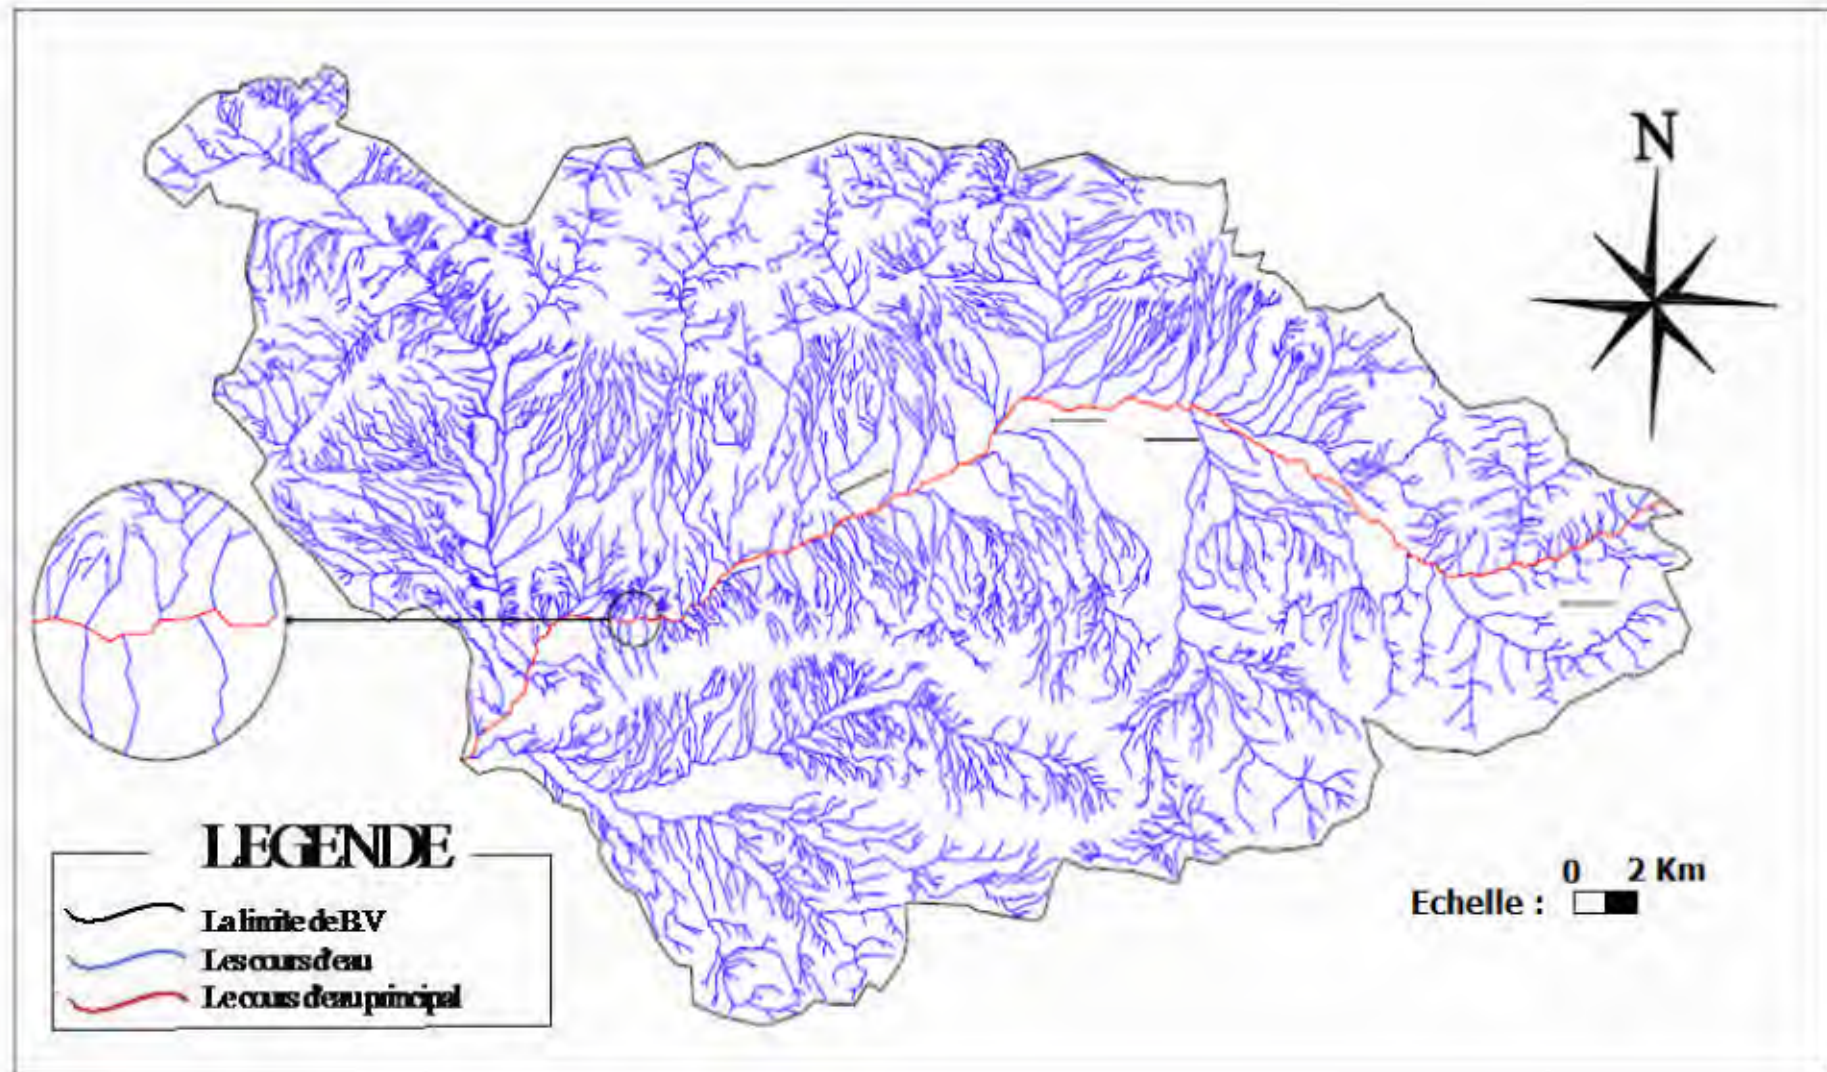 N
LEGENDE
La limite de B.V
Les cours d'eau
Le cours d'eau principal
0 2 Km
Echelle :